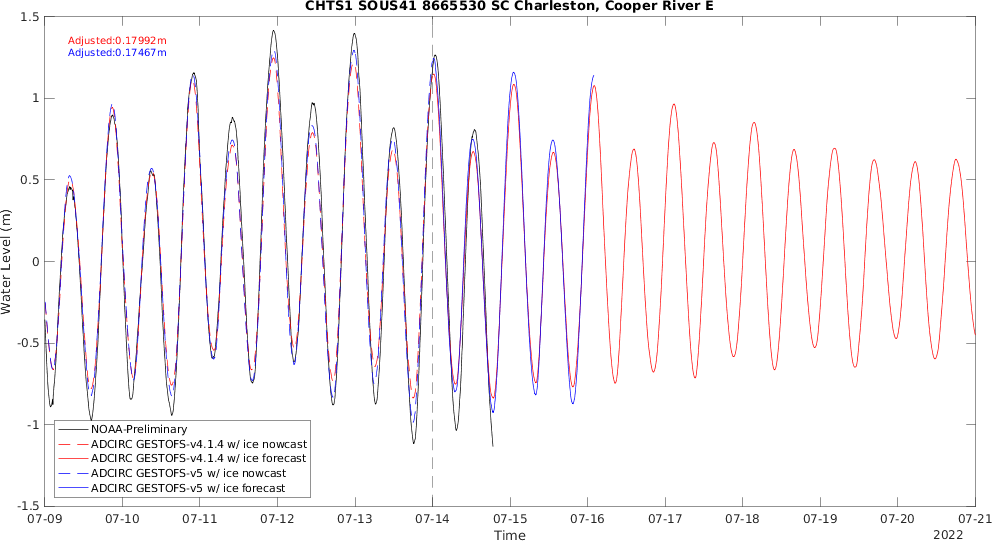 CHTS1 SOUS41 8665530 SC Charleston, Cooper River E
Adjusted:0.17992m
Adjusted:0.17467m
1.5
1
0.5
0
-0.5
-1
-1.5
Water Level (m)
NOAA-Preliminary
ADCIRC GESTOFS-v4.1.4 w/ ice nowcast
ADCIRC GESTOFS-v4.1.4 w/ ice forecast
ADCIRC GESTOFS-v5 w/ ice nowcast
ADCIRC GESTOFS-v5 w/ ice forecast
07-09 07-10 07-11 07-12 07-13 07-14 07-15 07-16 07-17 07-18 07-19 07-20 07-21
Time
2022